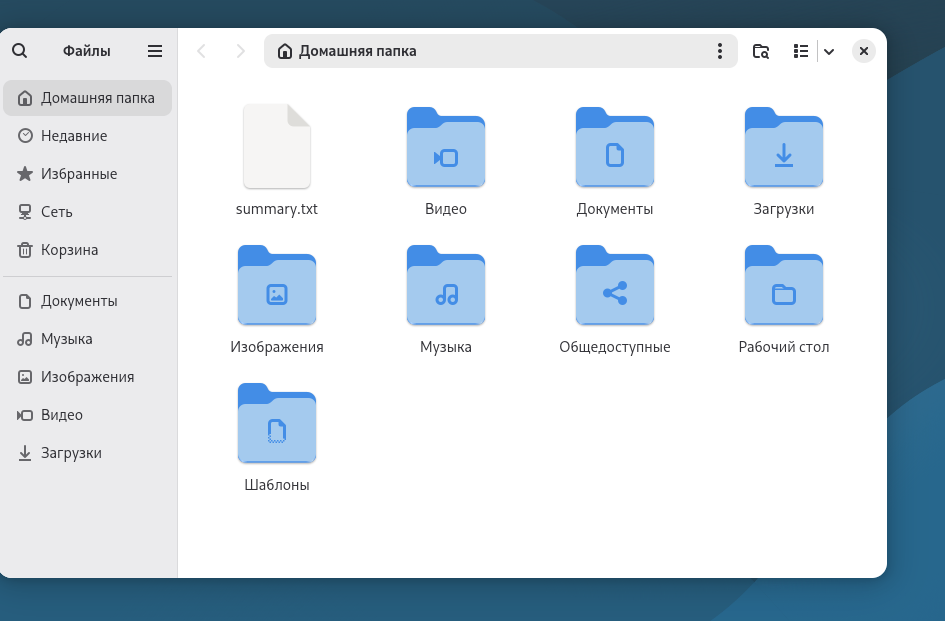 Файлы
Домашняя папка
Домашняя папка
Недавние
Избранные
Сеть
Корзина
Документы
Музыка
Изображения
Видео
Загрузки
summary.txt
Видео
Документы
Загрузки
Изображения
Музыка
Общедоступные
Рабочий стол
Шаблоны